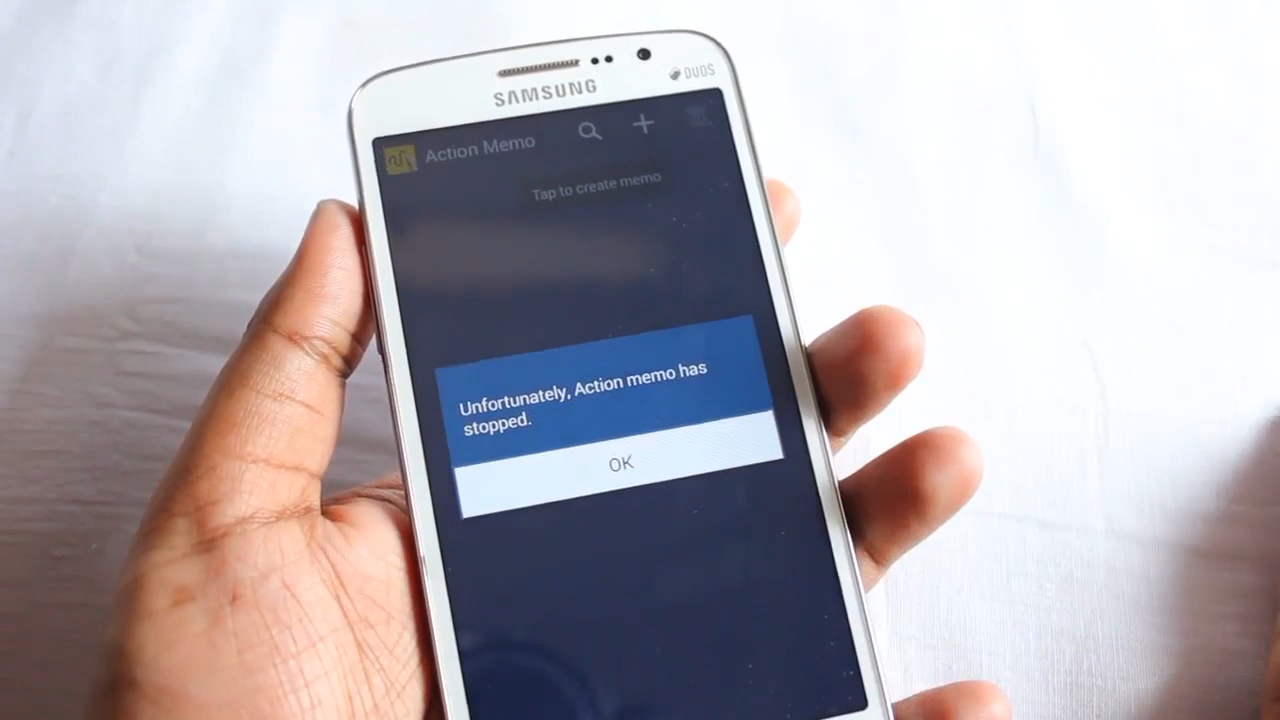 SAMSUNG
DUOS
Action Memo
Tap to create memo
Unfortunately, Action memo has
stopped.
OK